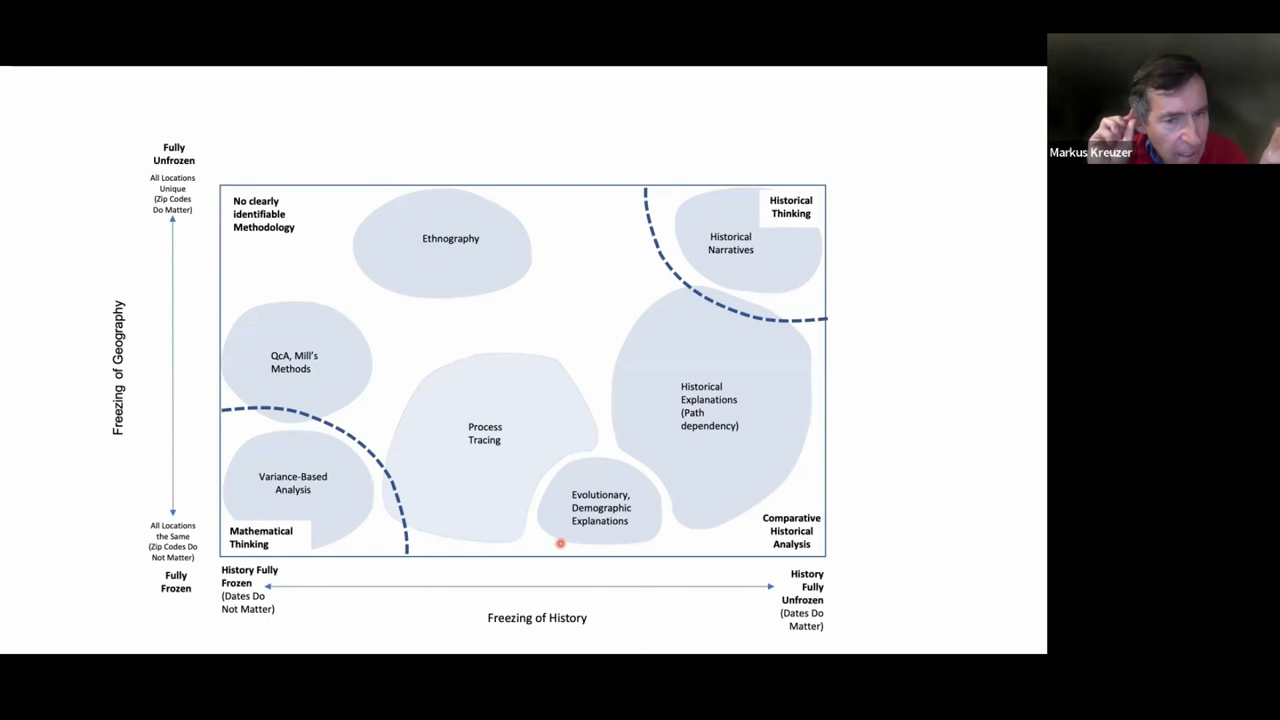 Markus Kreuzer
Fully
Unfrozen
All Locations
Unique
(Zip Codes
Do Matter)
Freezing of Geography
All Locations
the Same
(Zip Codes Do
Not Matter)
Fully
Frozen
No clearly
identifiable
Methodology
Ethnography
Historical
Thinking
Historical
Narratives
QcA, Mill's
Methods
Process
Tracing
Historical
Explanations
(Path
dependency)
Variance-Based
Analysis
Evolutionary,
Demographic
Explanations
Mathematical
Thinking
Comparative
Historical
Analysis
History Fully
Frozen
(Dates Do
Not Matter)
Freezing of History
History
Fully
Unfrozen
(Dates Do
Matter)